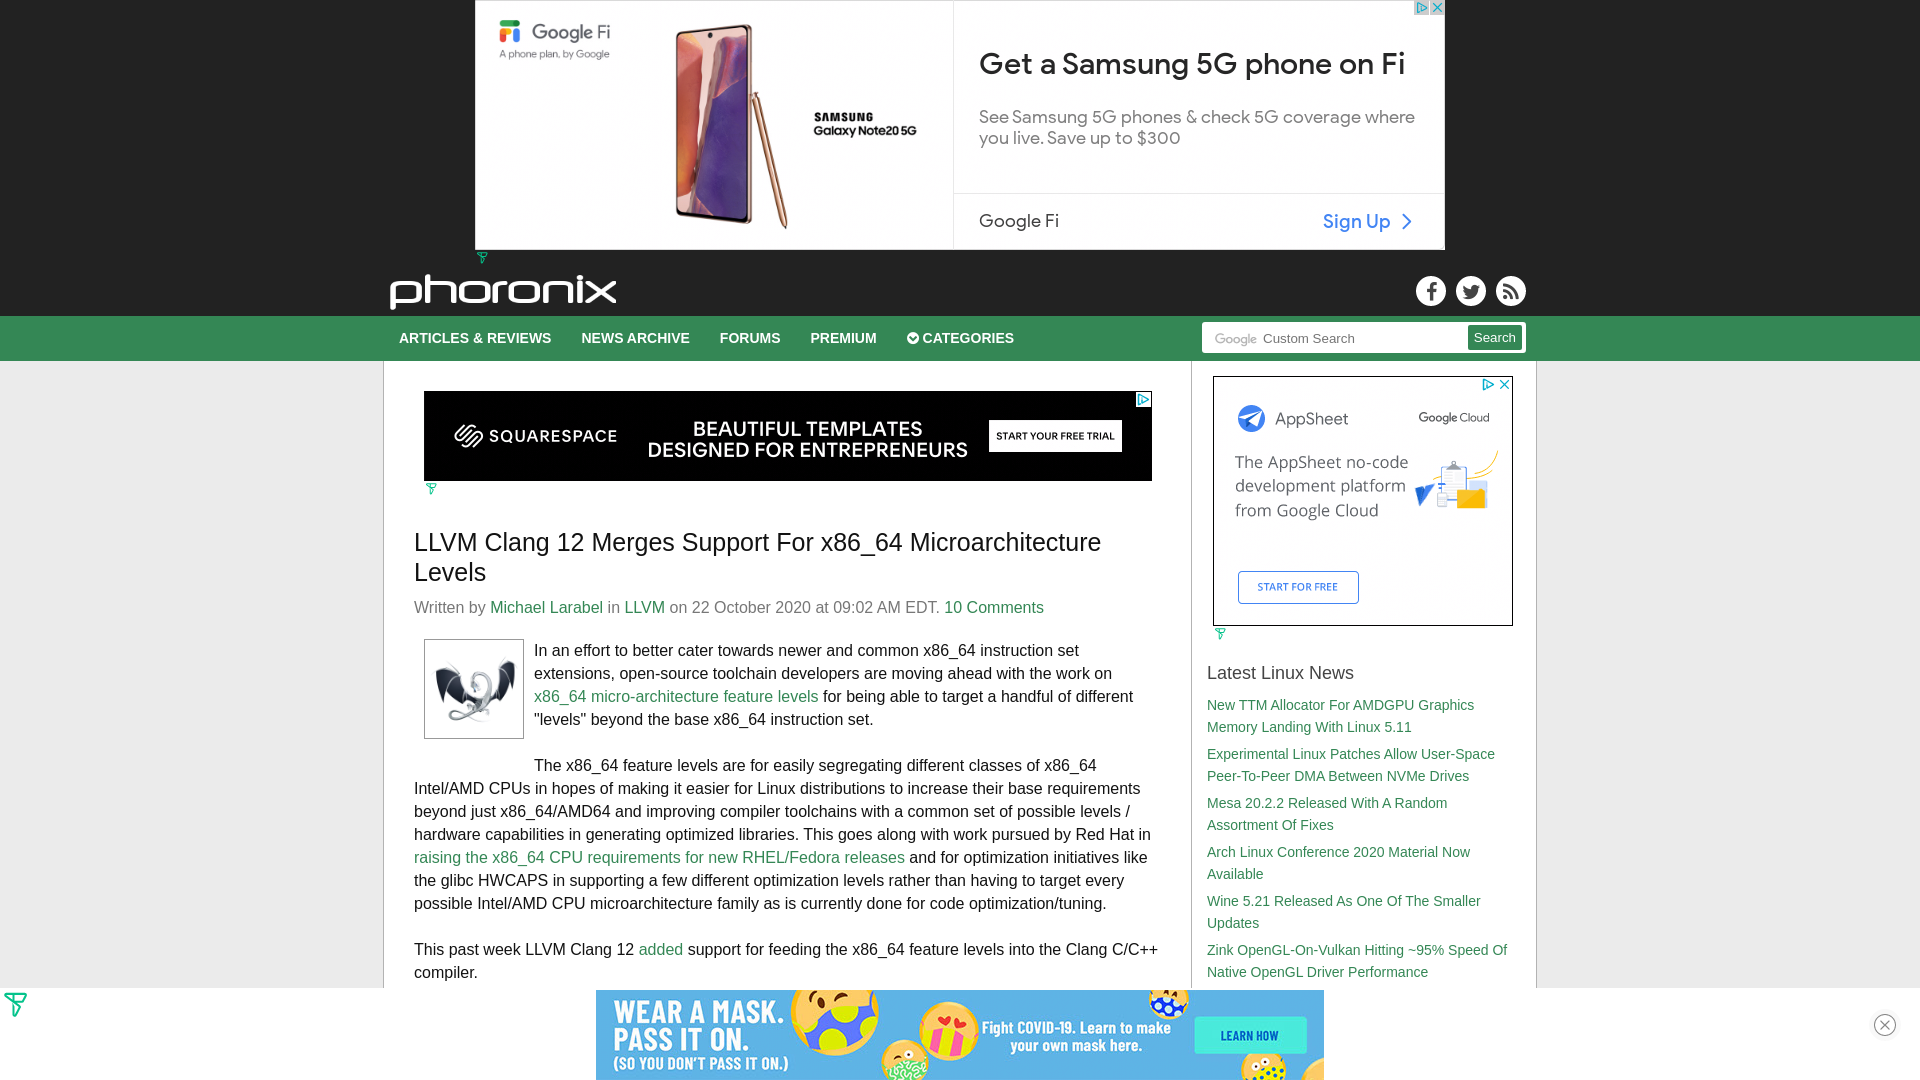 Google Fi
A phone plan, by Google
SAMSUNG
Galaxy Note20 5G
Get a Samsung 5G phone on Fi
See Samsung 5G phones & check 5G coverage where
you live. Save up to $300
Google Fi
Sign Up
phoronix
ARTICLES & REVIEWS
NEWS ARCHIVE
FORUMS
PREMIUM
CATEGORIES
Google Custom Search
Search
SQUARESPACE
BEAUTIFUL TEMPLATES
DESIGNED FOR ENTREPRENEURS
START YOUR FREE TRIAL
LLVM Clang 12 Merges Support For x86_64 Microarchitecture
Levels
Written by Michael Larabel in LLVM on 22 October 2020 at 09:02 AM EDT. 10 Comments
In an effort to better cater towards newer and common x86_64 instruction set
extensions, open-source toolchain developers are moving ahead with the work on
x86_64 micro-architecture feature levels for being able to target a handful of different
"levels" beyond the base x86_64 instruction set.
The x86_64 feature levels are for easily segregating different classes of x86_64
Intel/AMD CPUs in hopes of making it easier for Linux distributions to increase their base requirements
beyond just x86_64/AMD64 and improving compiler toolchains with a common set of possible levels /
hardware capabilities in generating optimized libraries. This goes along with work pursued by Red Hat in
raising the x86_64 CPU requirements for new RHEL/Fedora releases and for optimization initiatives like
the glibc HWCAPS in supporting a few different optimization levels rather than having to target every
possible Intel/AMD CPU microarchitecture family as is currently done for code optimization/tuning.
This past week LLVM Clang 12 added support for feeding the x86_64 feature levels into the Clang C/C++
compiler.
AppSheet
Google Cloud
The AppSheet no-code
development platform
from Google Cloud
START FOR FREE
Latest Linux News
New TTM Allocator For AMDGPU Graphics
Memory Landing With Linux 5.11
Experimental Linux Patches Allow User-Space
Peer-To-Peer DMA Between NVMe Drives
Mesa 20.2.2 Released With A Random
Assortment Of Fixes
Arch Linux Conference 2020 Material Now
Available
Wine 5.21 Released As One Of The Smaller
Updates
Zink OpenGL-On-Vulkan Hitting ~95% Speed Of
Native OpenGL Driver Performance
WEAR A MASK.
PASS IT ON.
(SO YOU DON'T PASS IT ON.)
Fight COVID-19. Learn to make
your own mask here.
LEARN HOW